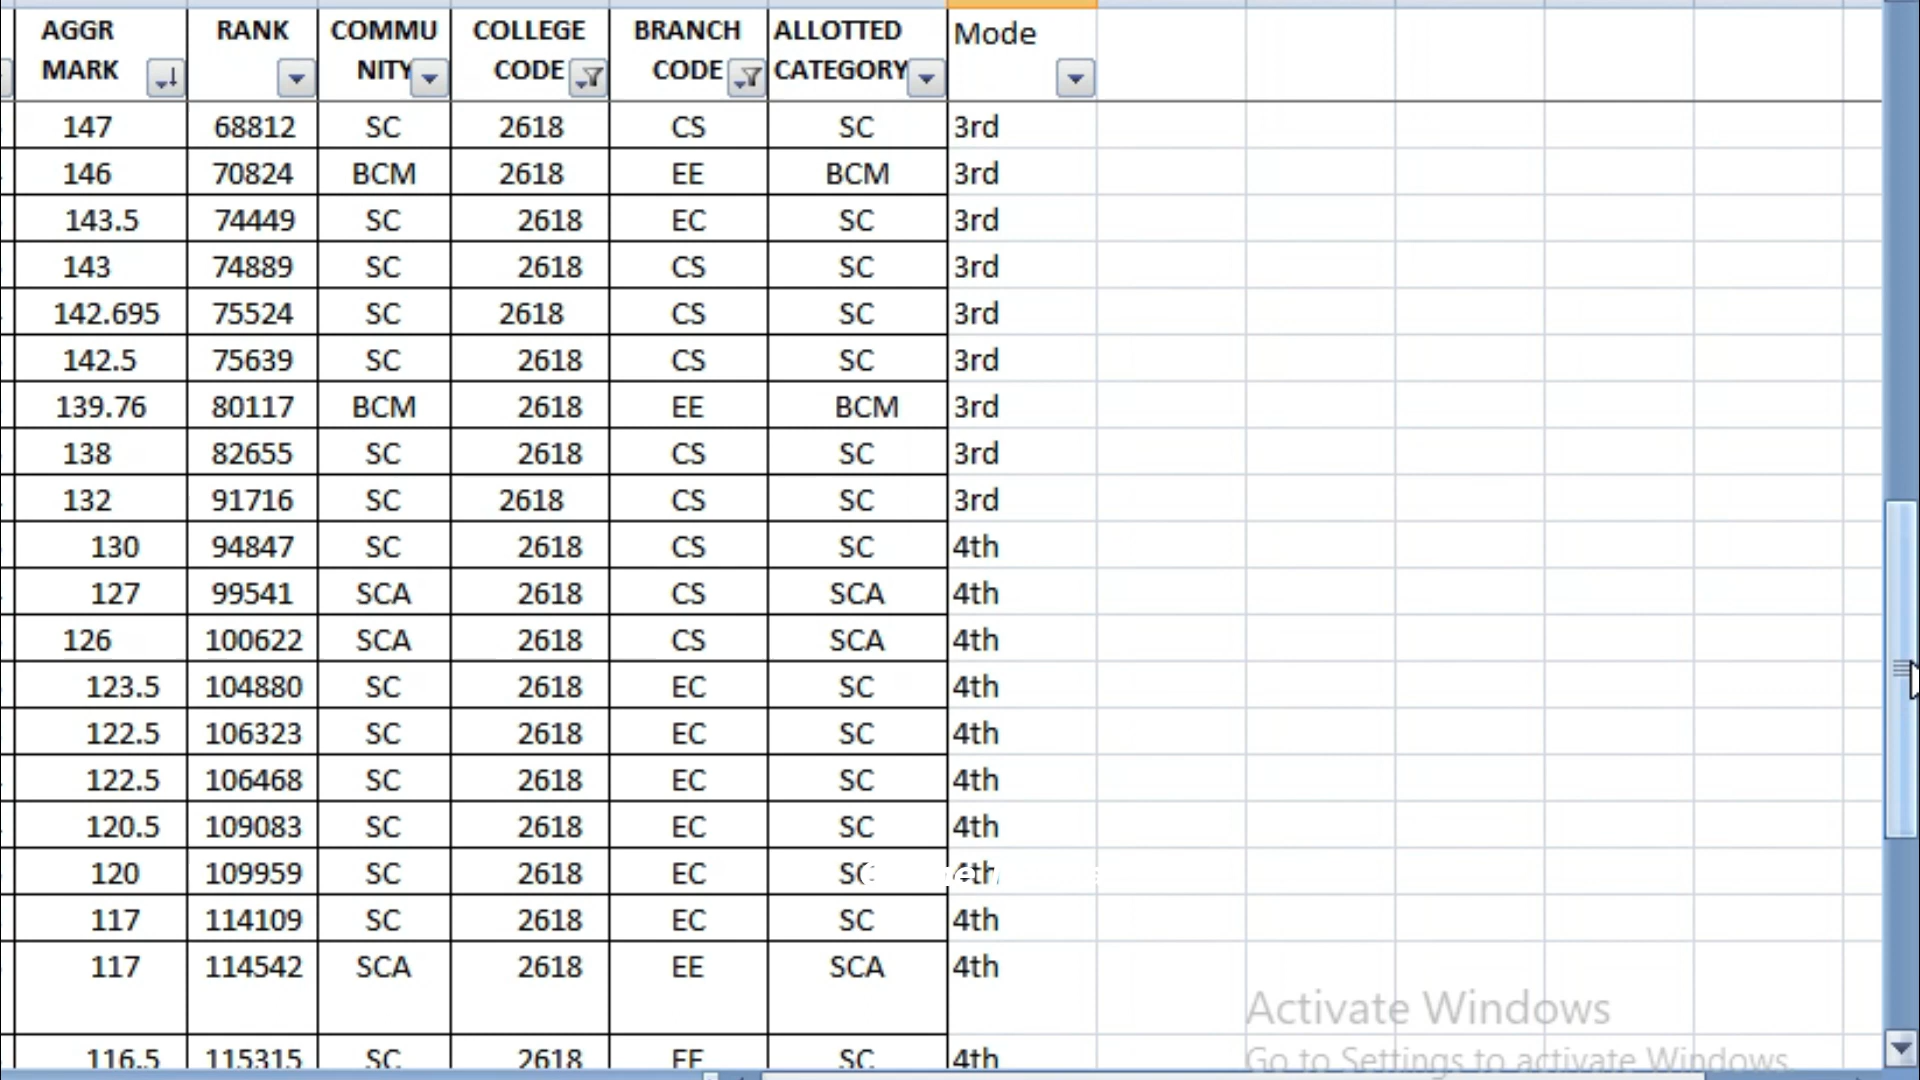 AGGR MARK RANK COMMU NITY COLLEGE CODE BRANCH CODE ALLOTTED CATEGORY Mode
147 68812 SC 2618 CS SC 3rd
146 70824 BCM 2618 EE BCM 3rd
143.5 74449 SC 2618 EC SC 3rd
143 74889 SC 2618 CS SC 3rd
142.695 75524 SC 2618 CS SC 3rd
142.5 75639 SC 2618 CS SC 3rd
139.76 80117 BCM 2618 EE BCM 3rd
138 82655 SC 2618 CS SC 3rd
132 91716 SC 2618 CS SC 3rd
130 94847 SC 2618 CS SC 4th
127 99541 SCA 2618 CS SCA 4th
126 100622 SCA 2618 CS SCA 4th
123.5 104880 SC 2618 EC SC 4th
122.5 106323 SC 2618 EC SC 4th
122.5 106468 SC 2618 EC SC 4th
120.5 109083 SC 2618 EC SC 4th
120 109959 SC 2618 EC SC 4th
117 114109 SC 2618 EC SC 4th
117 114542 SCA 2618 EE SCA 4th
116.5 115315 SC 2618 EE SC 4th
Activate Windows
Go to Settings to activate Windows.